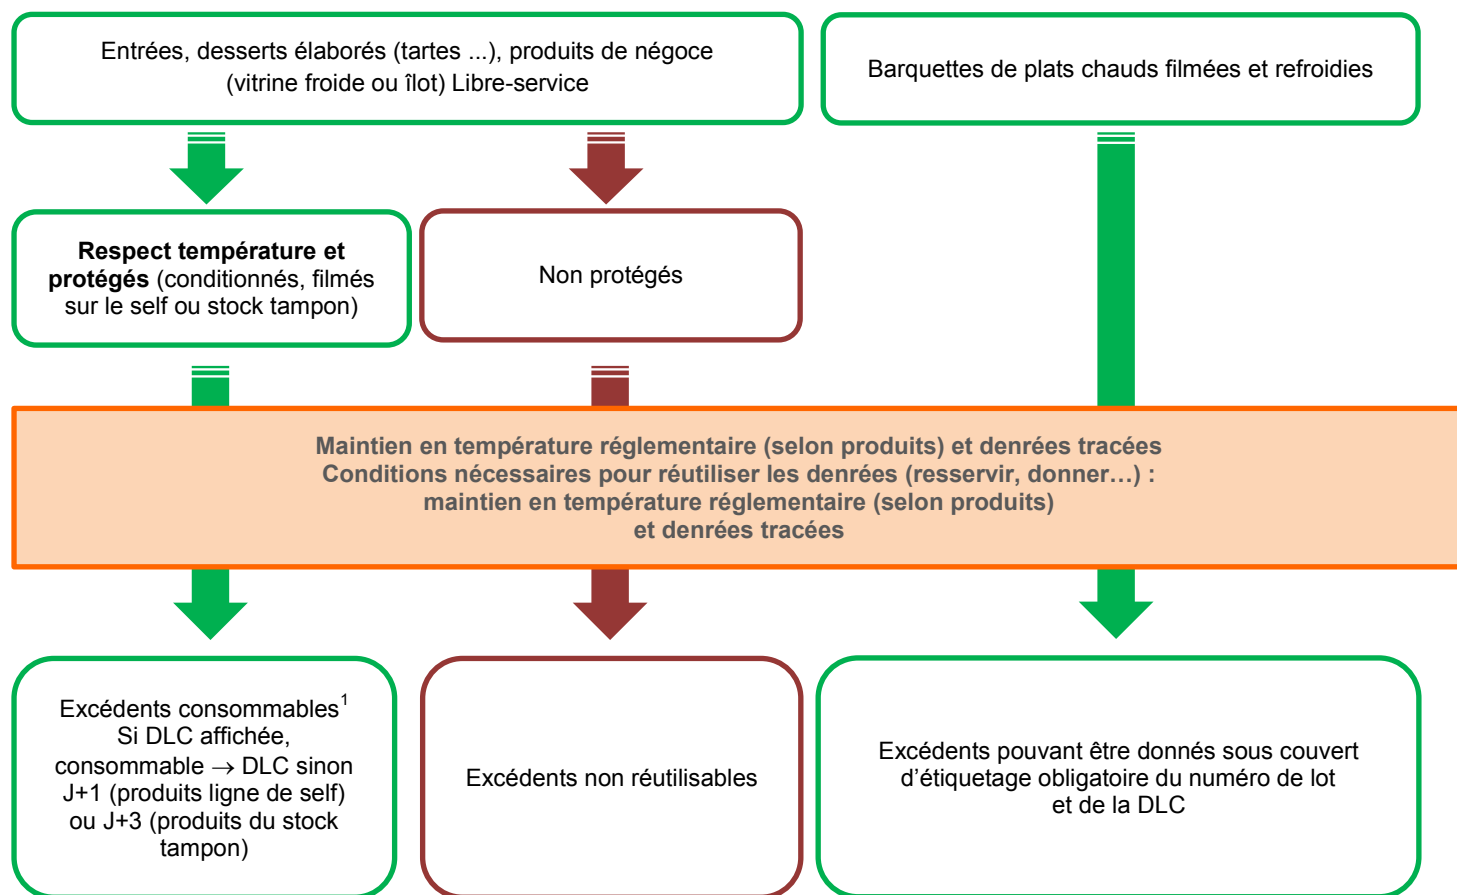 Entrées, desserts élaborés (tartes ...), produits de négoce
(vitrine froide ou îlot) Libre-service
Barquettes de plats chauds filmées et refroidies
Respect température et
protégés (conditionnés, filmés
sur le self ou stock tampon)
Non protégés
Maintien en température réglementaire (selon produits) et denrées tracées
Conditions nécessaires pour réutiliser les denrées (resservir, donner…) :
maintien en température réglementaire (selon produits)
et denrées tracées
Excédents consommables¹
Si DLC affichée,
consommable → DLC sinon
J+1 (produits ligne de self)
ou J+3 (produits du stock
tampon)
Excédents non réutilisables
Excédents pouvant être donnés sous couvert
d’étiquetage obligatoire du numéro de lot
et de la DLC